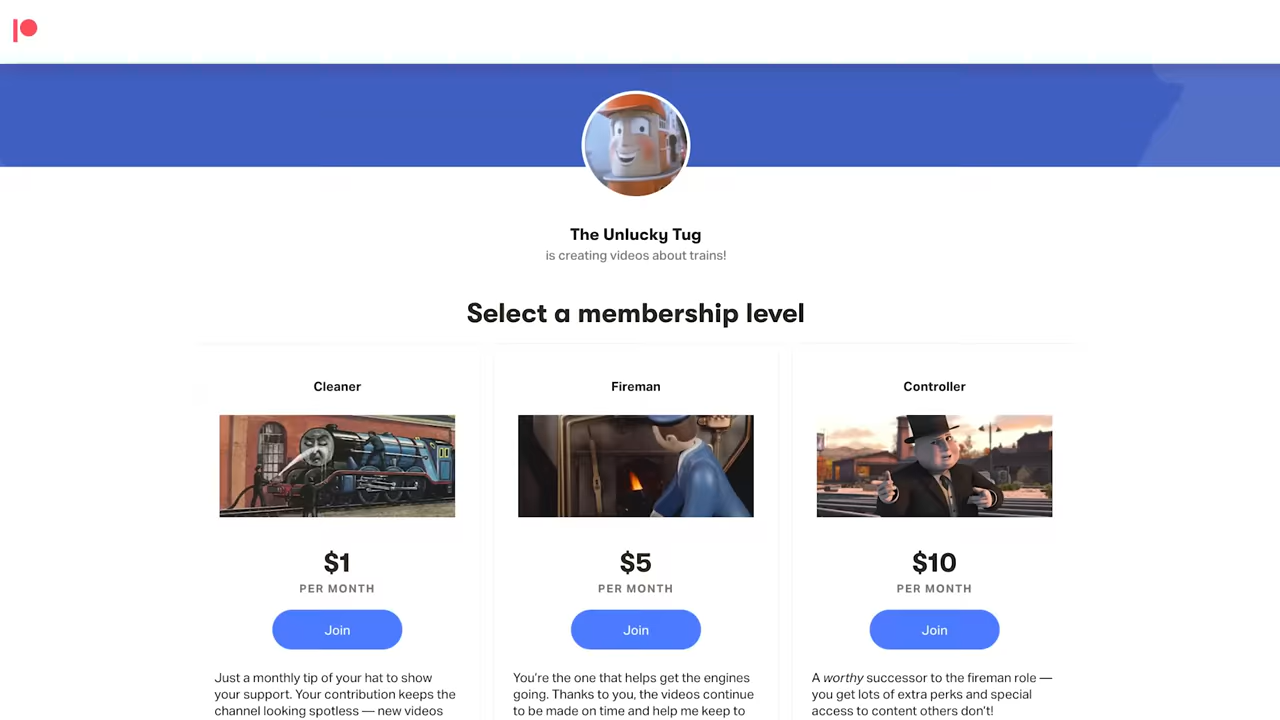 The Unlucky Tug
is creating videos about trains!
Select a membership level
Cleaner
$1
PER MONTH
Join
Just a monthly tip of your hat to show
your support. Your contribution keeps the
channel looking spotless — new videos
Fireman
$5
PER MONTH
Join
You're the one that helps get the engines
going. Thanks to you, the videos continue
to be made on time and help me keep to
Controller
$10
PER MONTH
Join
A worthy successor to the fireman role —
you get lots of extra perks and special
access to content others don't!